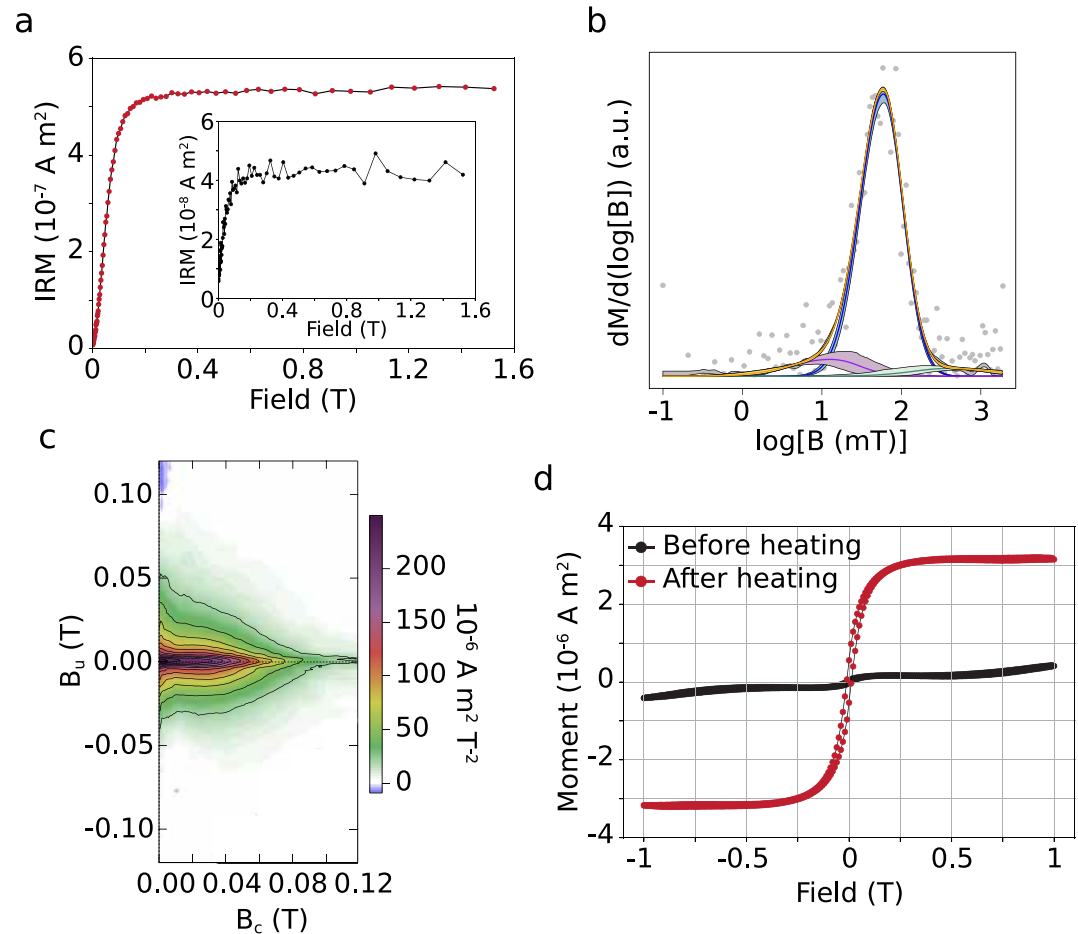 a
IRM (10⁻⁷ A m²)
6
4
2
0
0 0.4 0.8 1.2 1.6
Field (T)
IRM (10⁻⁸ A m²)
6
4
2
0
0 0.4 0.8 1.2 1.6
Field (T)
b
dM/d(log[B]) (a.u.)
-1 0 1 2 3
log[B (mT)]
c
Bᵤ (T)
0.10
0.05
0.00
-0.05
-0.10
0.00 0.04 0.08 0.12
B_c (T)
200
150
100
50
0
10⁻⁶ A m² T⁻²
d
Moment (10⁻⁶ A m²)
4
2
0
-2
-4
Before heating
After heating
-1 -0.5 0 0.5 1
Field (T)